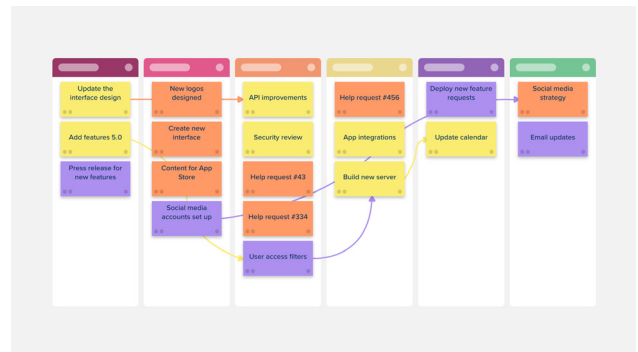 Update the
interface design
Add features 5.0
Press release for
new features
New logos
designed
Create new
interface
Content for App
Store
Social media
accounts set up
API improvements
Security review
Help request #43
Help request #334
User access filters
Help request #456
App integrations
Build new server
Deploy new feature
requests
Update calendar
Social media
strategy
Email updates